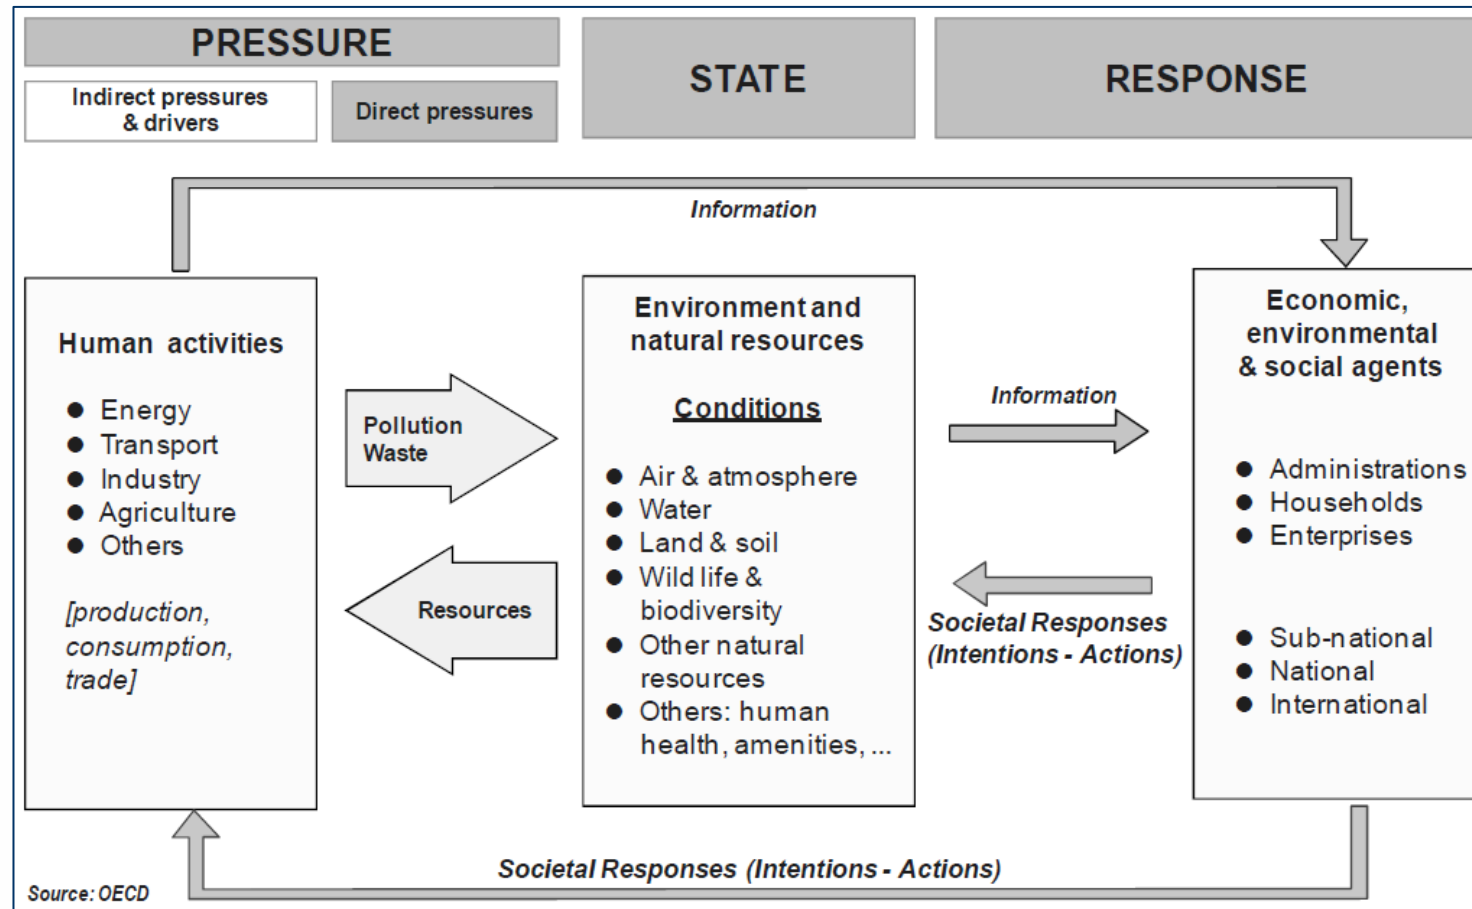 PRESSURE
Indirect pressures
& drivers
Direct pressures
STATE
RESPONSE
Information
Human activities
● Energy
● Transport
● Industry
● Agriculture
● Others
[production,
consumption,
trade]
Pollution
Waste
Resources
Environment and
natural resources
Conditions
● Air & atmosphere
● Water
● Land & soil
● Wild life &
biodiversity
● Other natural
resources
● Others: human
health, amenities, ...
Information
Societal Responses
(Intentions - Actions)
Economic,
environmental
& social agents
● Administrations
● Households
● Enterprises
● Sub-national
● National
● International
Societal Responses (Intentions - Actions)
Source: OECD